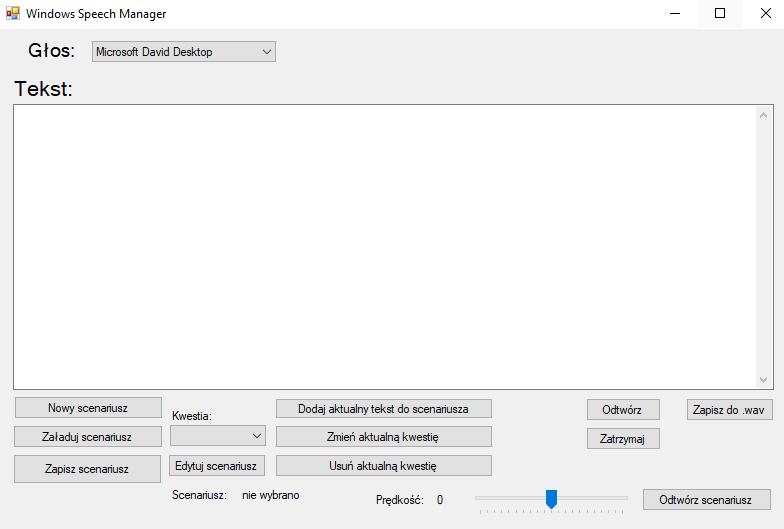 Windows Speech Manager
Głos: Microsoft David Desktop
Tekst:
Nowy scenariusz
Załaduj scenariusz
Zapisz scenariusz
Kwestia:
Edytuj scenariusz
Scenariusz: nie wybrano
Dodaj aktualny tekst do scenariusza
Zmień aktualną kwestię
Usuń aktualną kwestię
Odtwórz
Zatrzymaj
Zapisz do .wav
Prędkość: 0
Odtwórz scenariusz